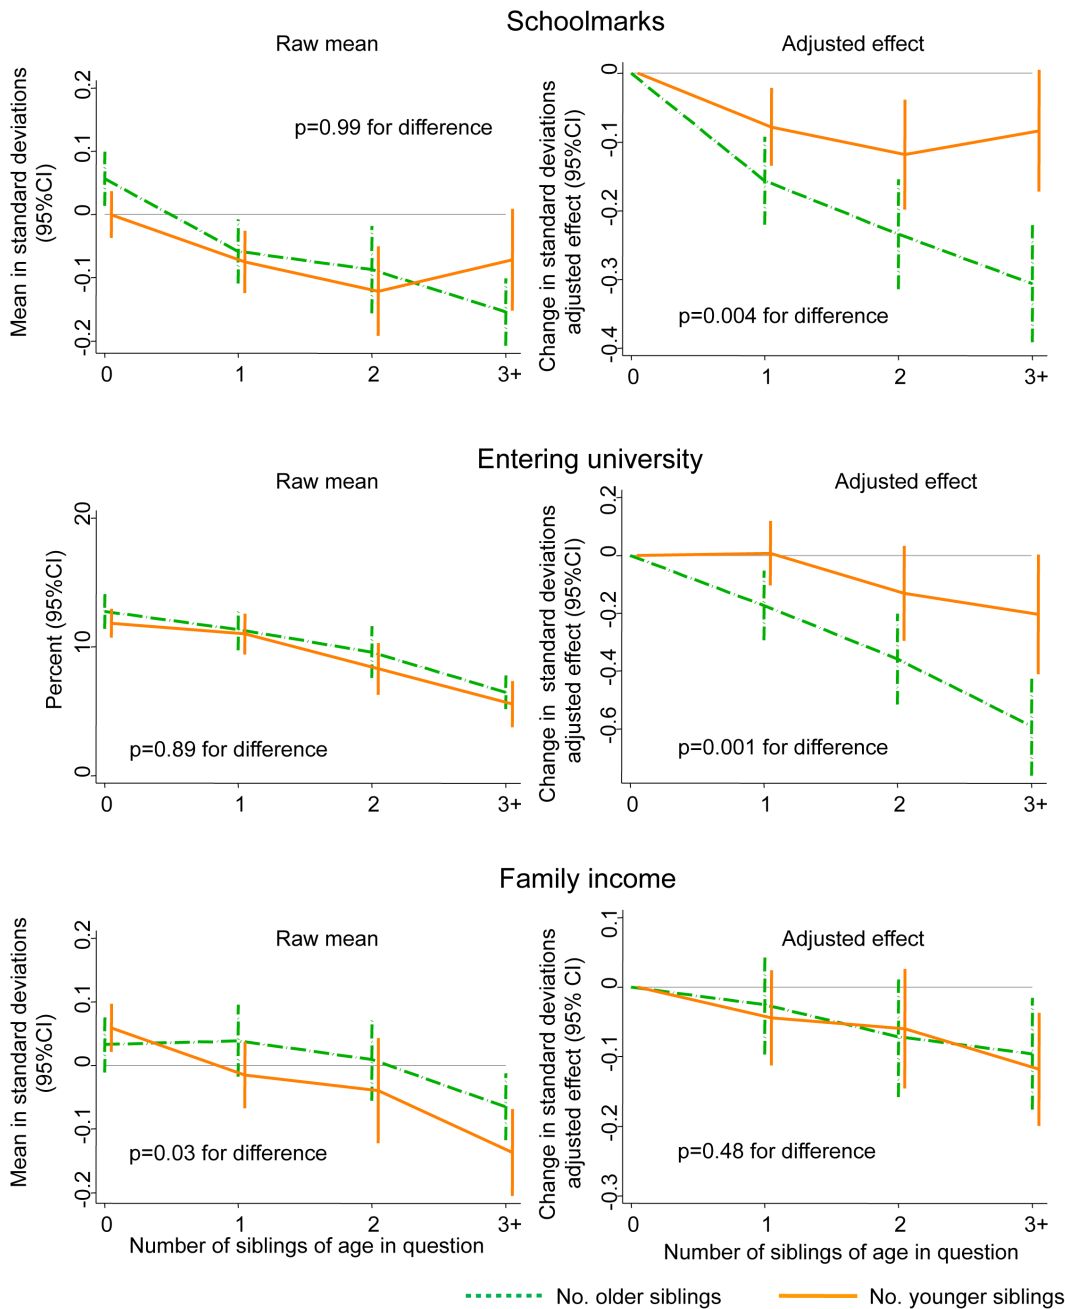 Schoolmarks
Raw mean
Adjusted effect
Mean in standard deviations
(95%CI)
0.2
0.1
0
-0.1
-0.2
p=0.99 for difference
0
1
2
3+
Change in standard deviations
adjusted effect (95%CI)
0
-0.1
-0.2
-0.3
-0.4
p=0.004 for difference
0
1
2
3+
Entering university
Raw mean
Adjusted effect
Percent (95%CI)
20
10
0
p=0.89 for difference
0
1
2
3+
Change in standard deviations
adjusted effect (95%CI)
0.2
0
-0.2
-0.4
-0.6
p=0.001 for difference
0
1
2
3+
Family income
Raw mean
Adjusted effect
Mean in standard deviations
(95%CI)
0.2
0.1
0
-0.1
-0.2
p=0.03 for difference
0
1
2
3+
Number of siblings of age in question
Change in standard deviations
adjusted effect (95% CI)
0.1
0
-0.1
-0.2
-0.3
p=0.48 for difference
0
1
2
3+
Number of siblings of age in question
No. older siblings
No. younger siblings